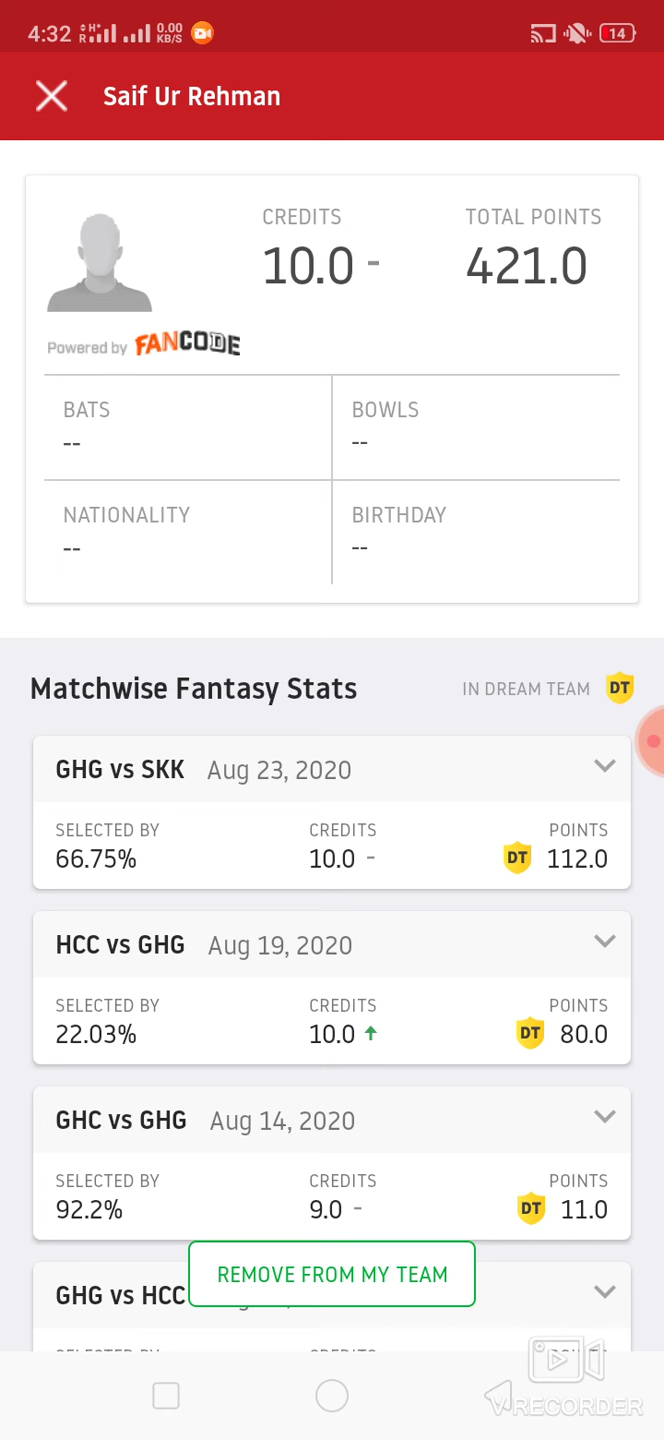 4:32 R H* 0.00 KB/S 14
Saif Ur Rehman
CREDITS TOTAL POINTS
10.0 - 421.0
Powered by FANCODE
BATS BOWLS
-- --
NATIONALITY BIRTHDAY
-- --
Matchwise Fantasy Stats IN DREAM TEAM DT
GHG vs SKK Aug 23, 2020
SELECTED BY CREDITS POINTS
66.75% 10.0 - DT 112.0
HCC vs GHG Aug 19, 2020
SELECTED BY CREDITS POINTS
22.03% 10.0 DT 80.0
GHC vs GHG Aug 14, 2020
SELECTED BY CREDITS POINTS
92.2% 9.0 - DT 11.0
REMOVE FROM MY TEAM
GHG vs HCC
V RECORDER